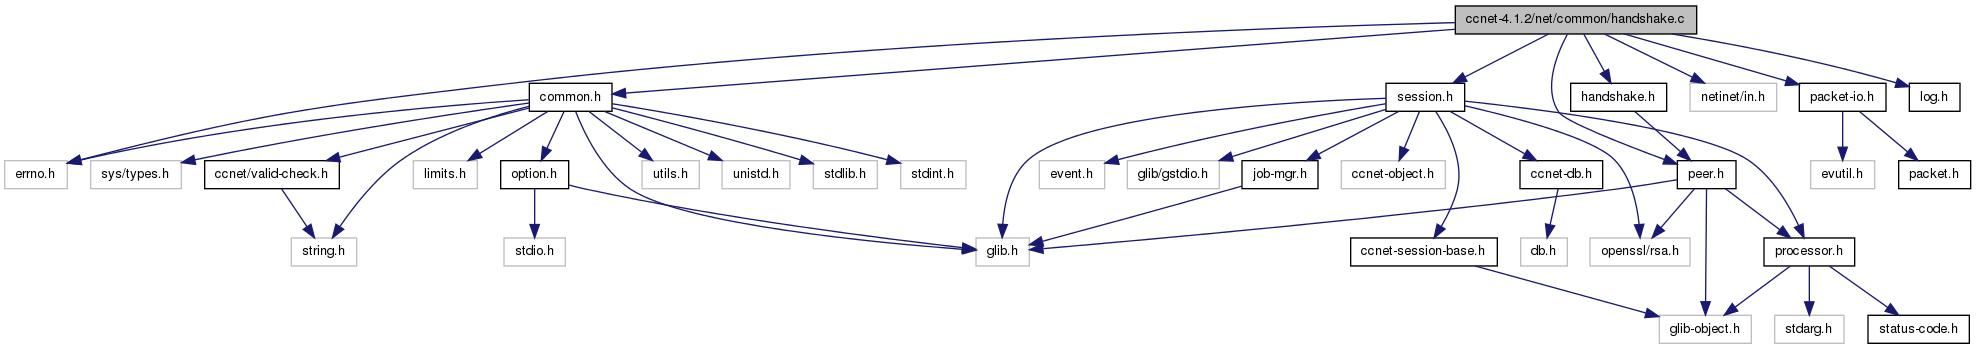 ccnet-4.1.2/net/common/handshake.c
common.h
session.h
handshake.h
netinet/in.h
packet-io.h
log.h
errno.h
sys/types.h
ccnet/valid-check.h
limits.h
option.h
utils.h
unistd.h
stdlib.h
stdint.h
event.h
glib/gstdio.h
job-mgr.h
ccnet-object.h
ccnet-db.h
peer.h
evutil.h
packet.h
string.h
stdio.h
glib.h
ccnet-session-base.h
db.h
openssl/rsa.h
processor.h
glib-object.h
stdarg.h
status-code.h